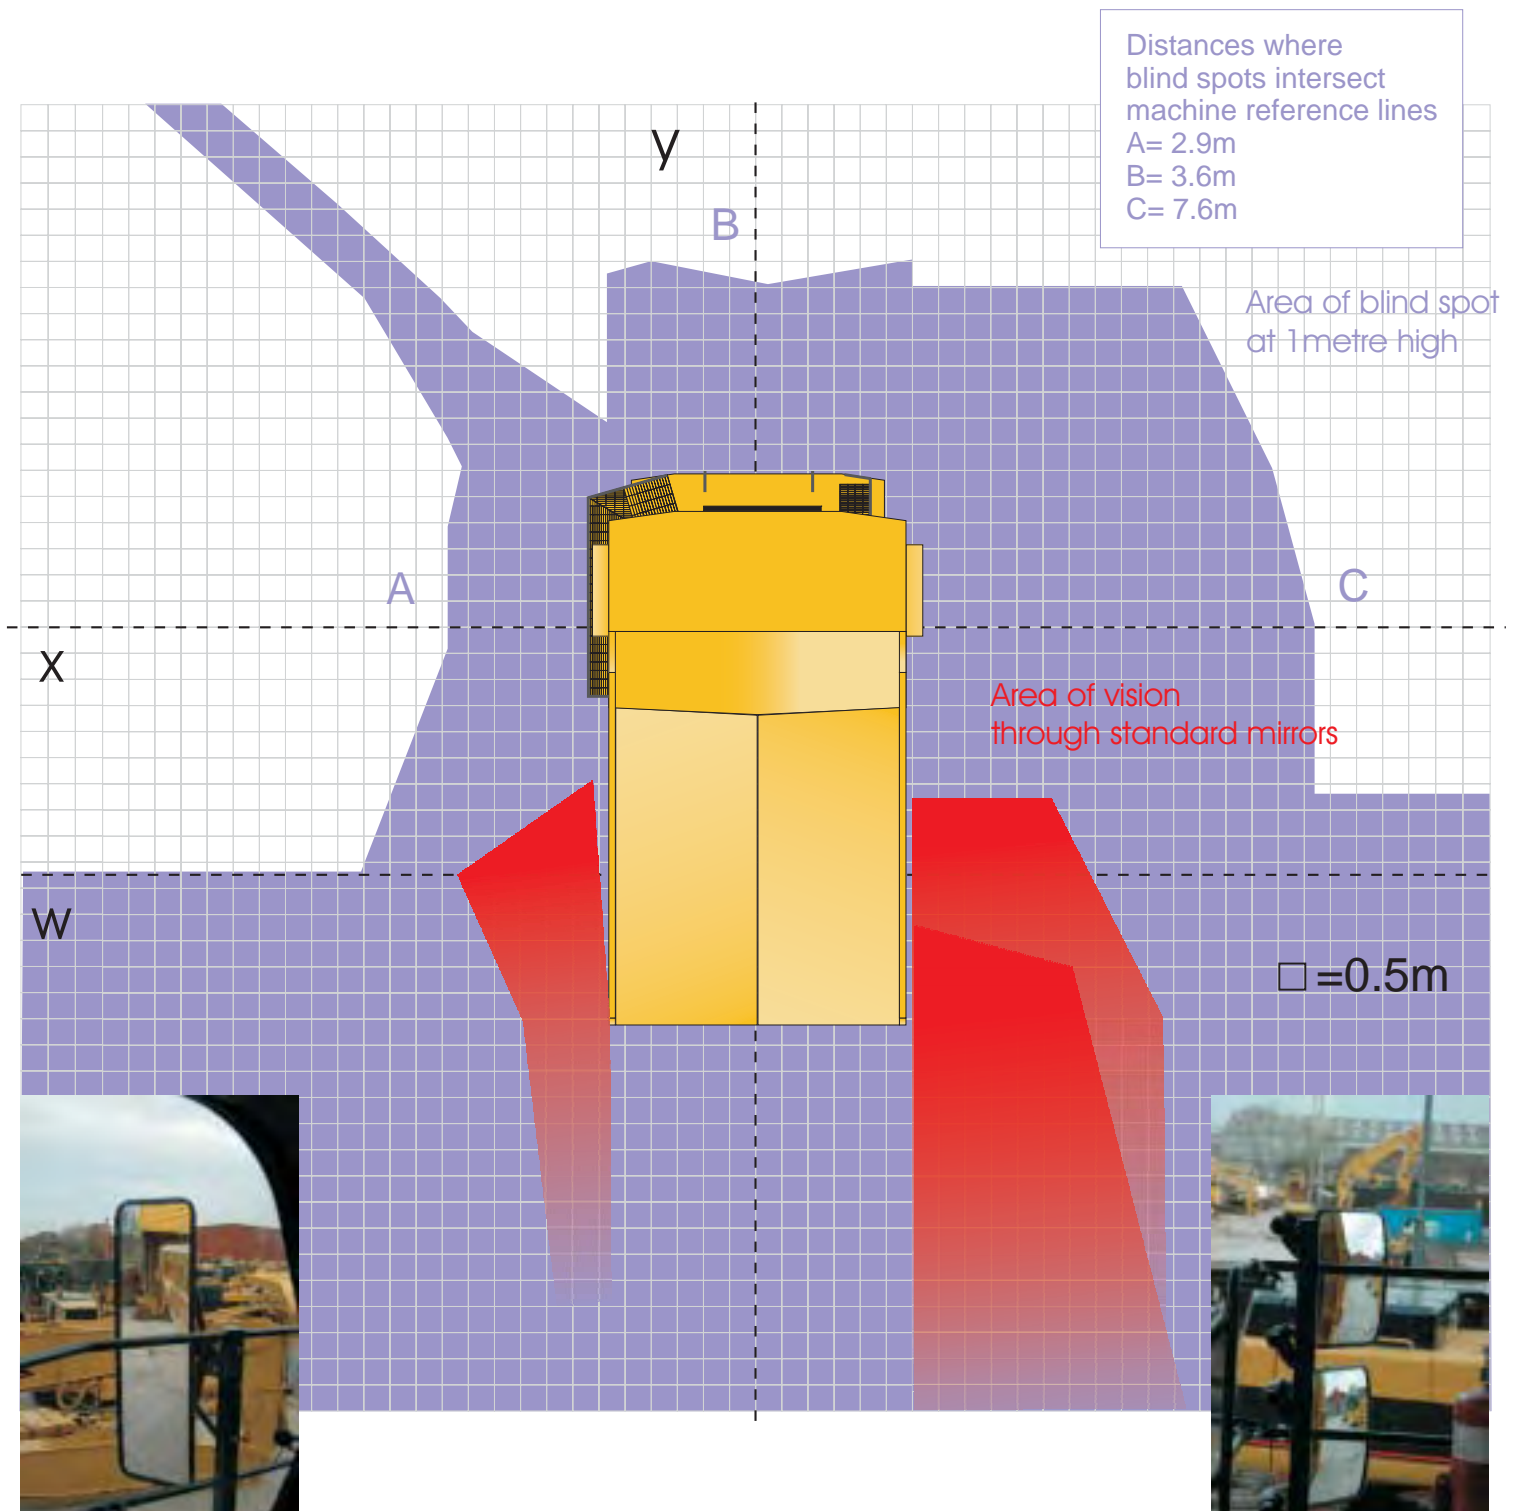 Distances where
blind spots intersect
machine reference lines
A= 2.9m
B= 3.6m
C= 7.6m
y
B
Area of blind spot
at 1metre high
A
C
X
Area of vision
through standard mirrors
W
=0.5m